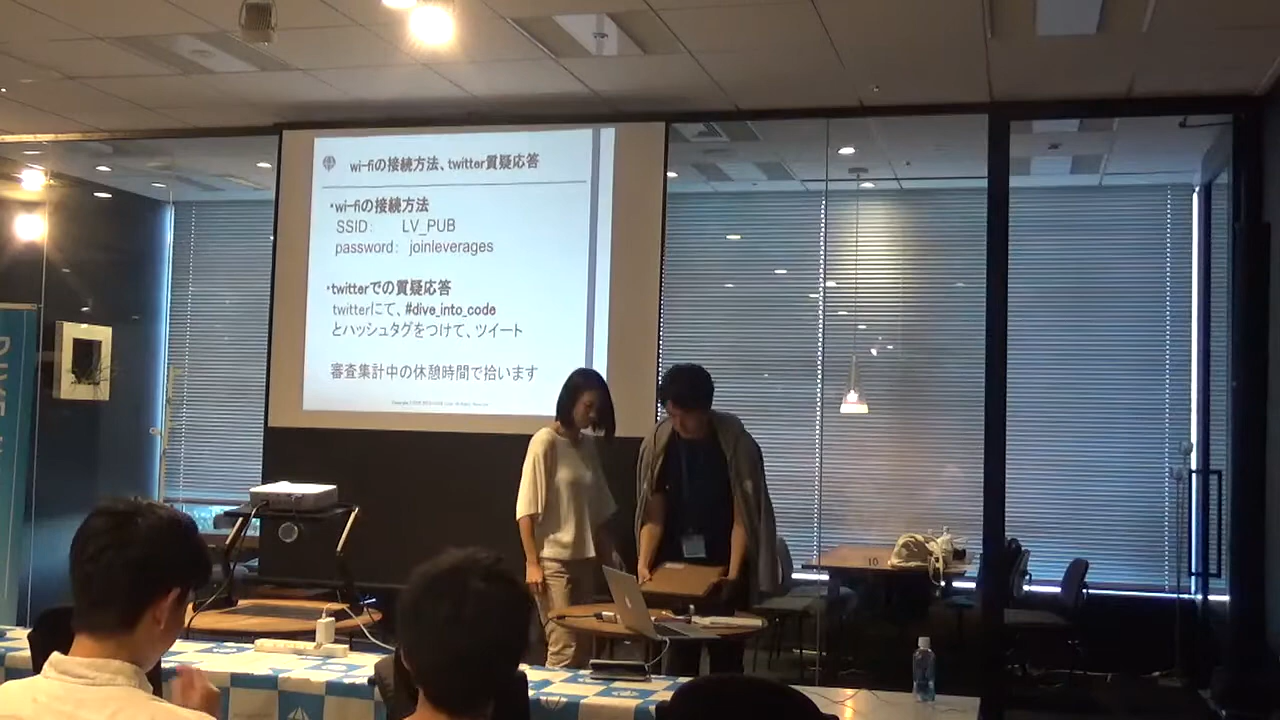 wi-fiの接続方法、twitter質疑応答
・wi-fiの接続方法
SSID： LV_PUB
password： joinleverages
・twitterでの質疑応答
twitterにて、#dive_into_code
とハッシュタグをつけて、ツイート
審査集計中の休憩時間で拾います
DIVE
10